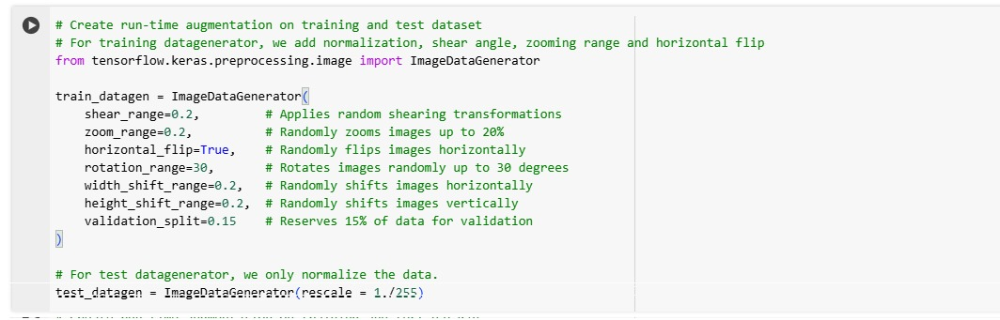 # Create run-time augmentation on training and test dataset
# For training datagenerator, we add normalization, shear angle, zooming range and horizontal flip
from tensorflow.keras.preprocessing.image import ImageDataGenerator
train_datagen = ImageDataGenerator(
shear_range=0.2, # Applies random shearing transformations
zoom_range=0.2, # Randomly zooms images up to 20%
horizontal_flip=True, # Randomly flips images horizontally
rotation_range=30, # Rotates images randomly up to 30 degrees
width_shift_range=0.2, # Randomly shifts images horizontally
height_shift_range=0.2, # Randomly shifts images vertically
validation_split=0.15 # Reserves 15% of data for validation
)
# For test datagenerator, we only normalize the data.
test_datagen = ImageDataGenerator(rescale = 1./255)